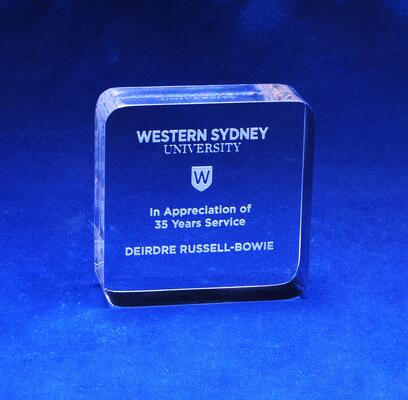 WESTERN SYDNEY
UNIVERSITY
W
In Appreciation of
35 Years Service
DEIRDRE RUSSELL-BOWIE